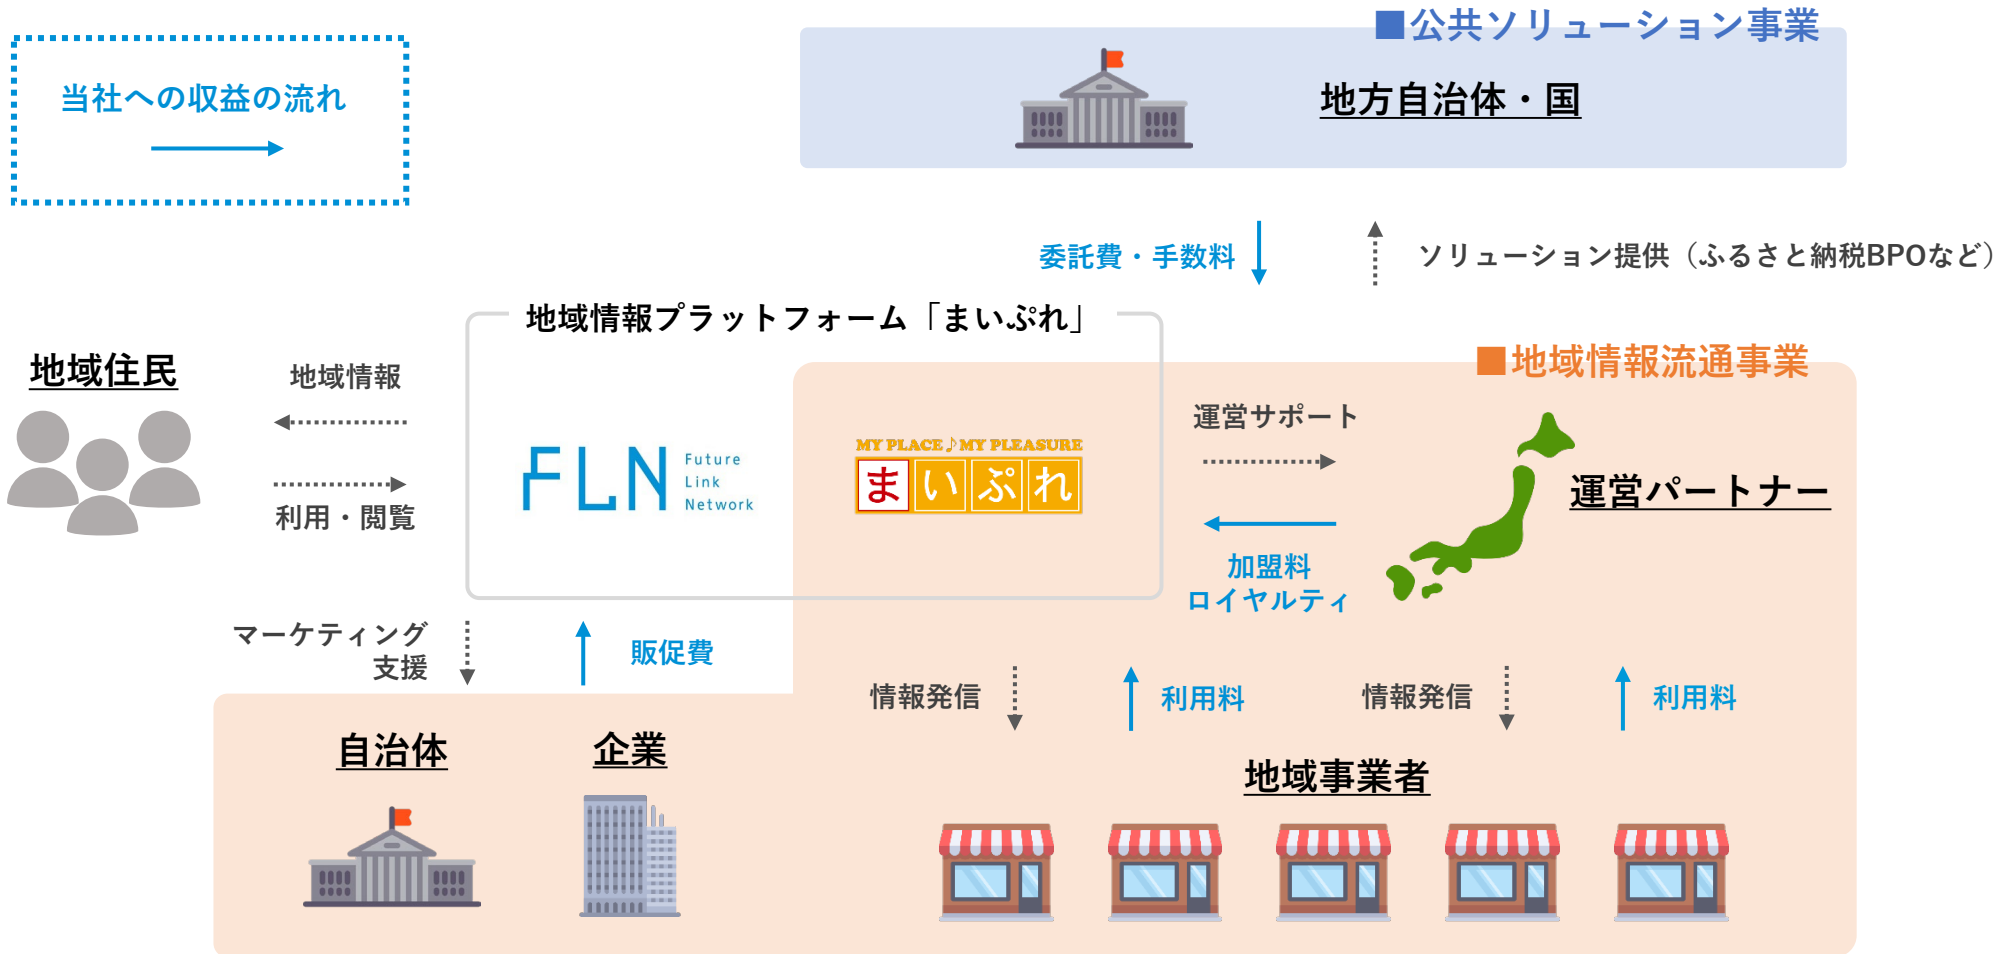 ■公共ソリューション事業
当社への収益の流れ
地方自治体・国
委託費・手数料
ソリューション提供（ふるさと納税BPOなど）
地域情報プラットフォーム「まいぷれ」
■地域情報流通事業
地域住民
地域情報
利用・閲覧
FLN
Future
Link
Network
MY PLACE♪MY PLEASURE
まいぷれ
運営サポート
運営パートナー
加盟料
ロイヤルティ
マーケティング
支援
販促費
情報発信
利用料
情報発信
利用料
自治体
企業
地域事業者